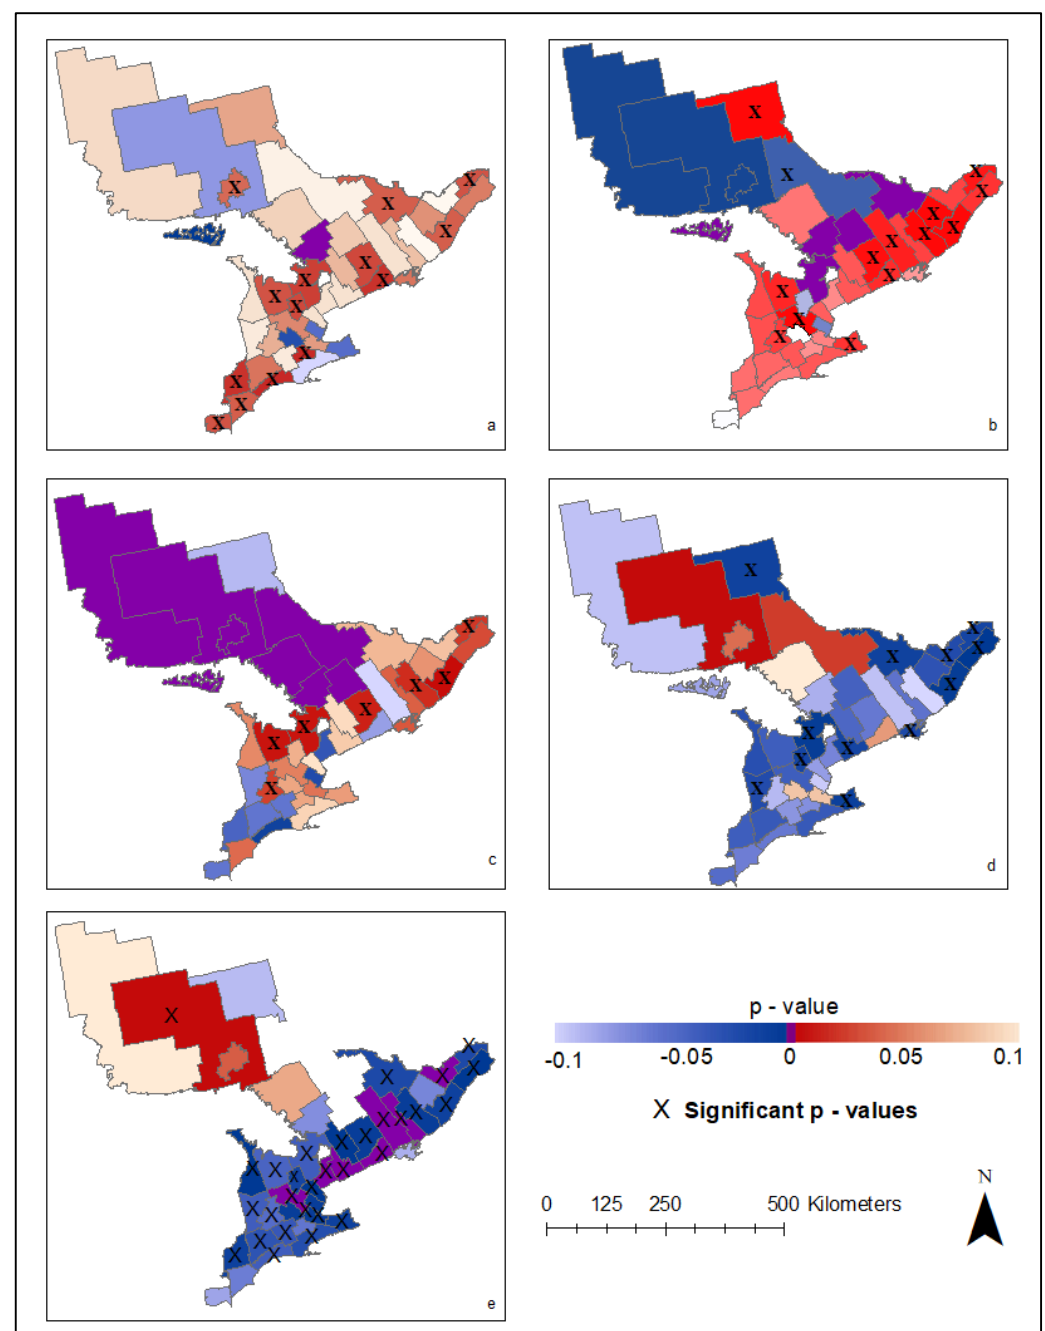 a
b
c
d
e
p - value
-0.1
-0.05
0
0.05
0.1
X Significant p - values
N
0 125 250 500 Kilometers